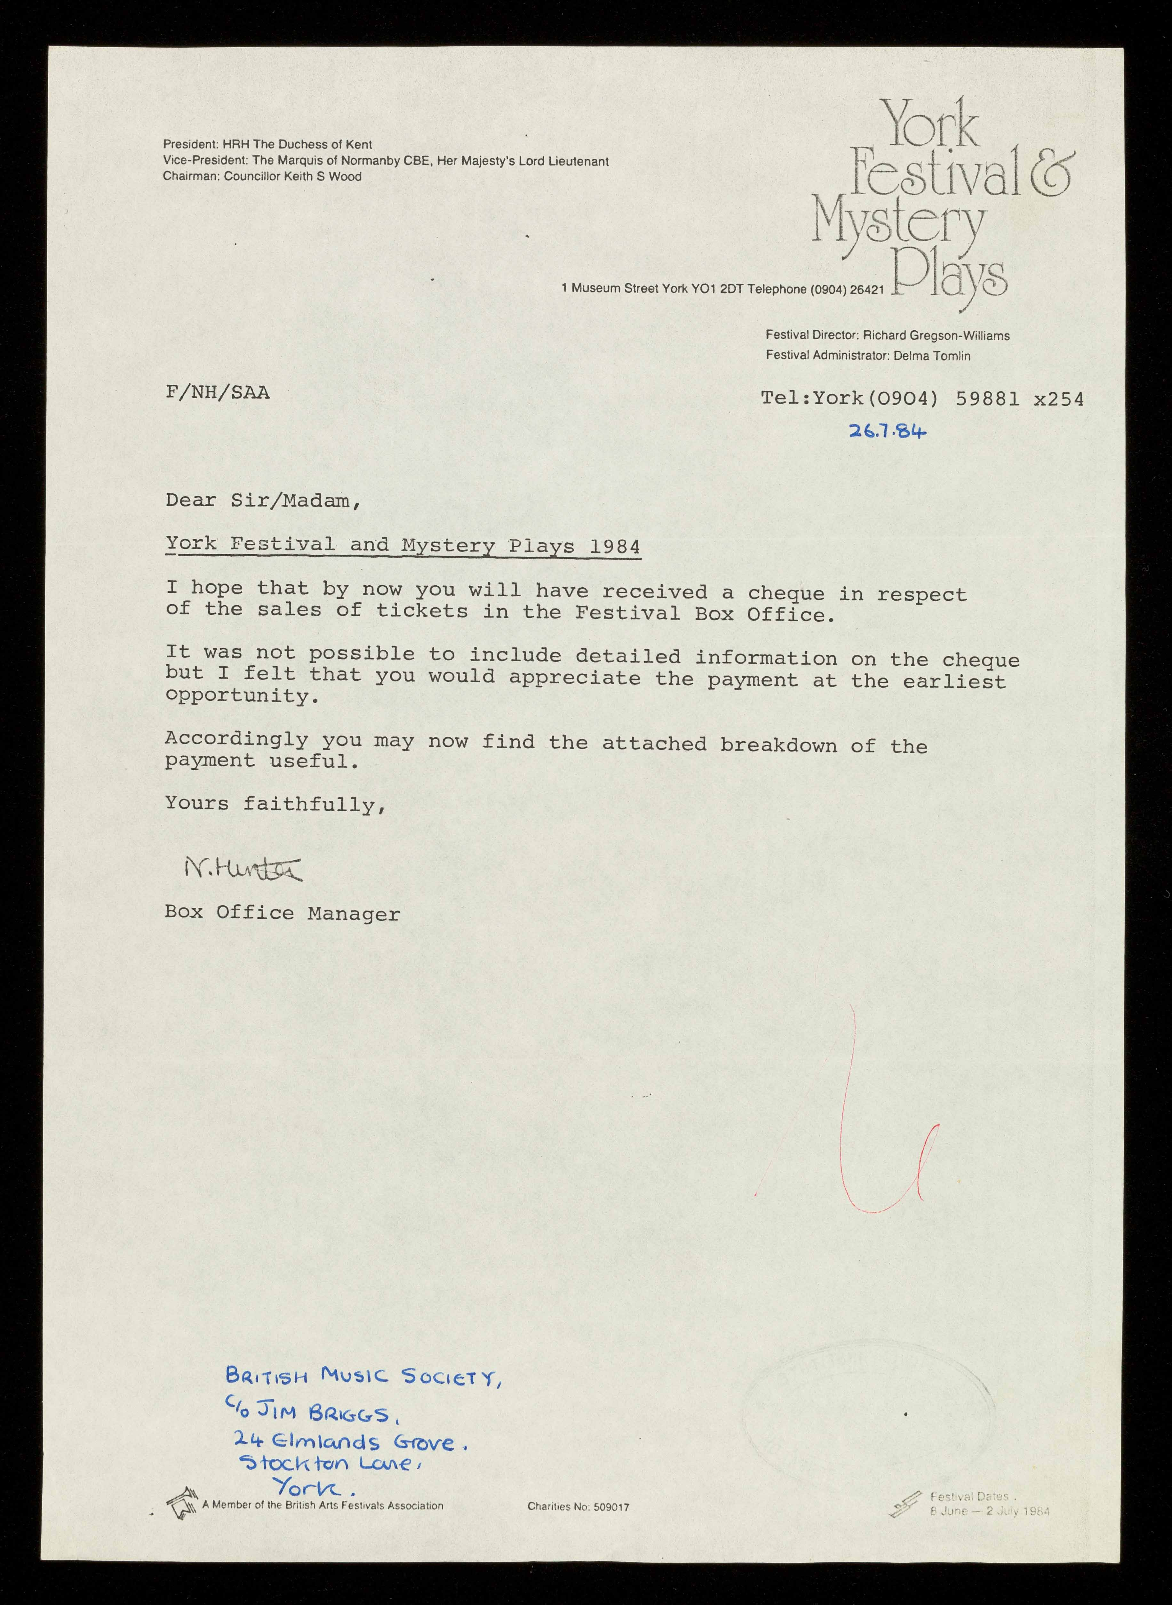 President: HRH The Duchess of Kent
Vice-President: The Marquis of Normanby CBE, Her Majesty's Lord Lieutenant
Chairman: Councillor Keith S Wood
York
Festival &
Mystery
Plays
1 Museum Street York YO1 2DT Telephone (0904) 26421
Festival Director: Richard Gregson-Williams
Festival Administrator: Delma Tomlin
F/NH/SAA
Tel:York(0904) 59881 x254
26.7.84
Dear Sir/Madam,
York Festival and Mystery Plays 1984
I hope that by now you will have received a cheque in respect
of the sales of tickets in the Festival Box Office.
It was not possible to include detailed information on the cheque
but I felt that you would appreciate the payment at the earliest
opportunity.
Accordingly you may now find the attached breakdown of the
payment useful.
Yours faithfully,
N. Hunter
Box Office Manager
BRITISH MUSIC SOCIETY,
C/o JIM BRIGGS,
24 Elmlands Grove.
Stockton Lane,
York.
A Member of the British Arts Festivals Association
Charities No: 509017
Festival Dates
8 June — 2 July 1984